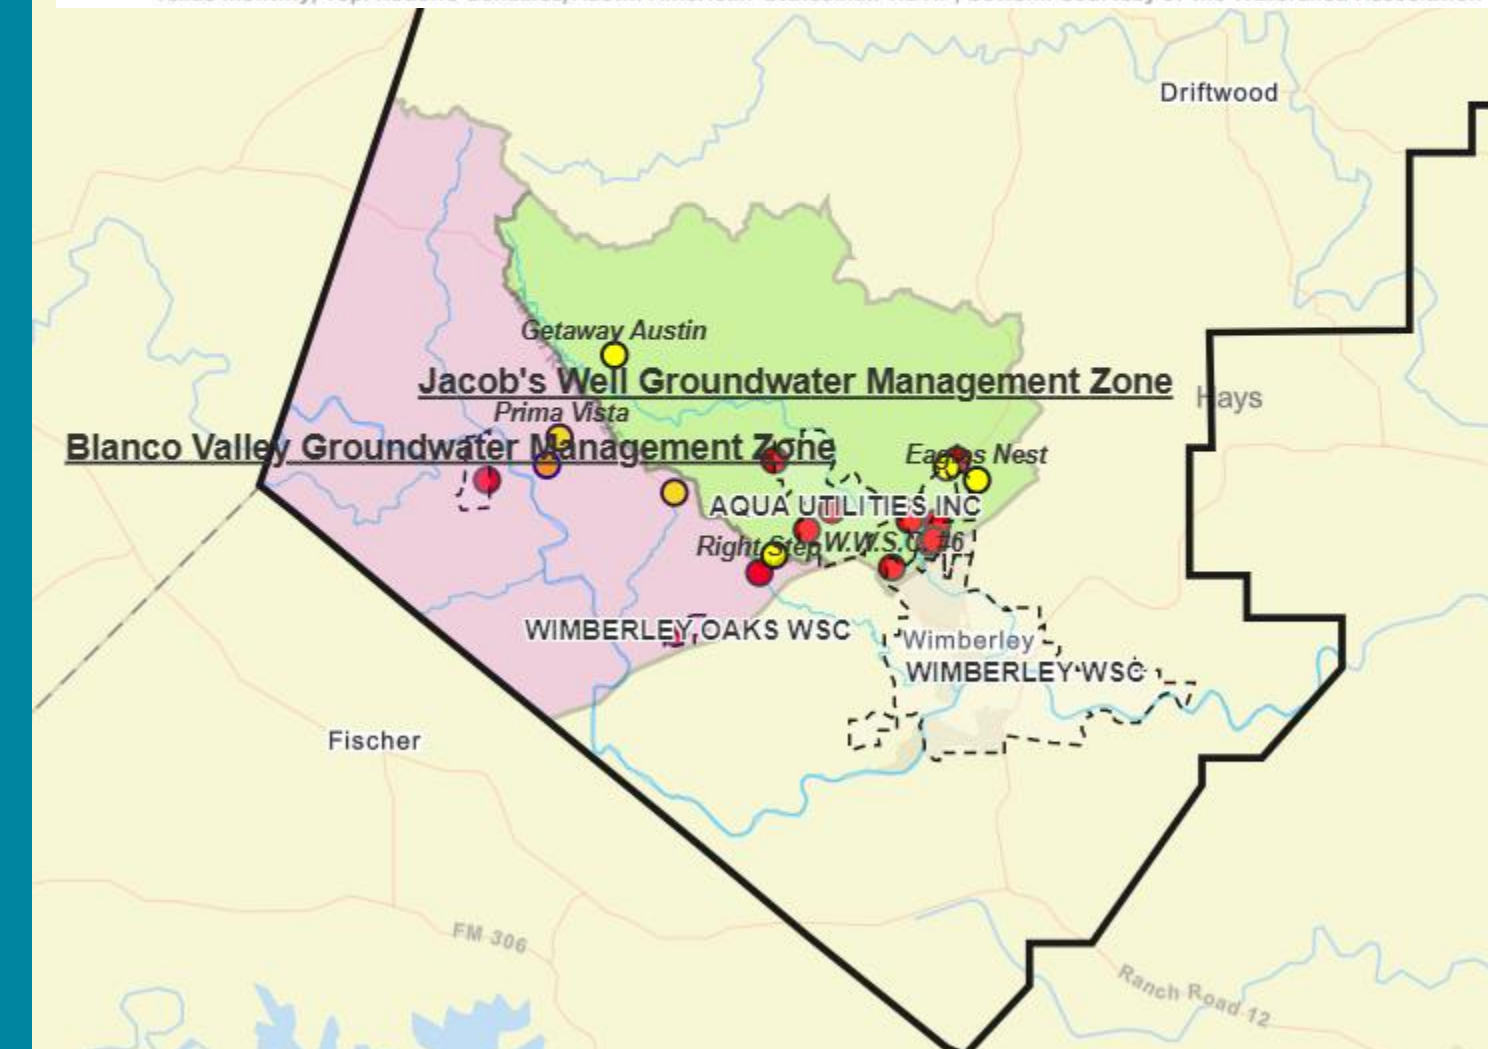 Driftwood
Getaway Austin
Jacob's Well Groundwater Management Zone
Hays
Prima Vista
Blanco Valley Groundwater Management Zone
Eagles Nest
AQUA UTILITIES INC
Right Step
W.W.S.C. #6
WIMBERLEY OAKS WSC
Wimberley
WIMBERLEY WSC
Fischer
FM 306
Ranch Road 12